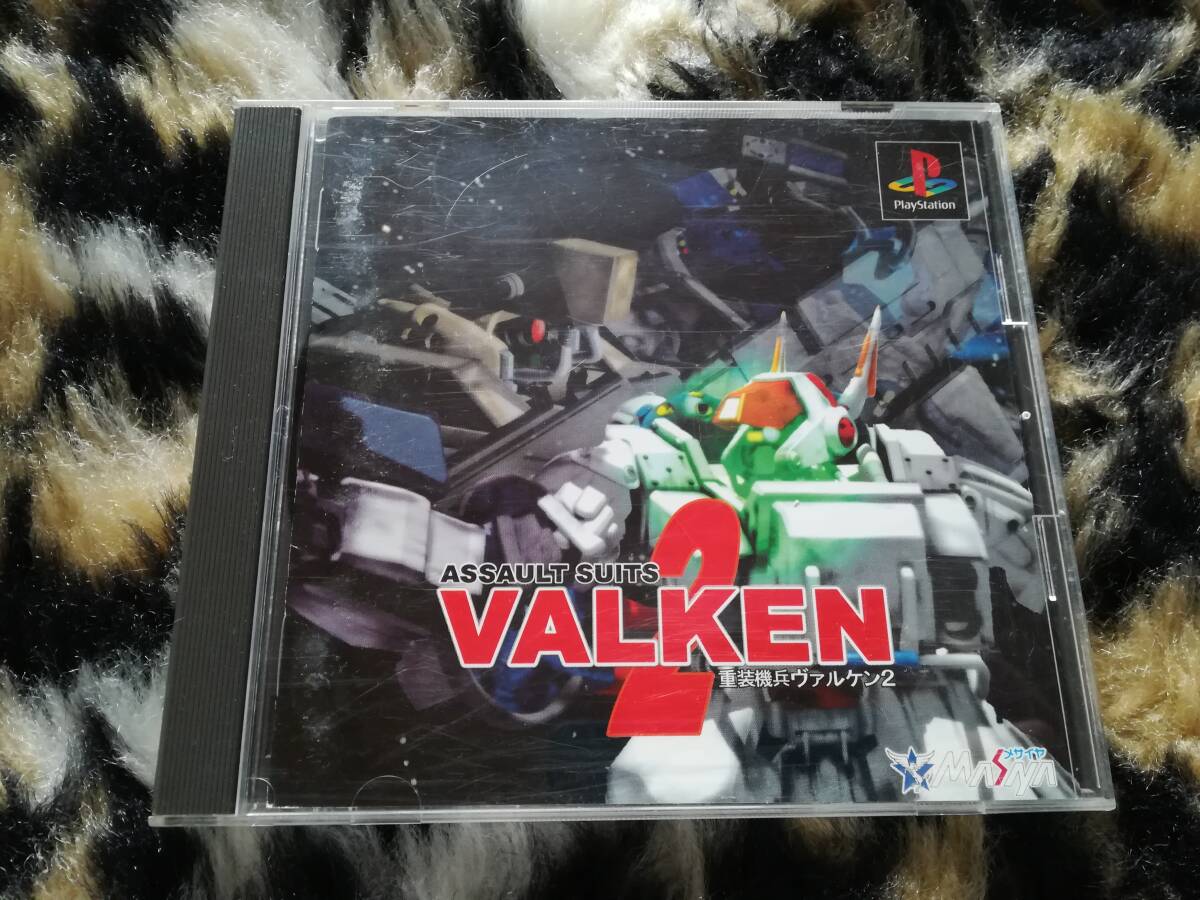 PlayStation
ASSAULT SUITS
VALKEN
2
重装機兵ヴァルケン2
メサイヤ
MASAYA